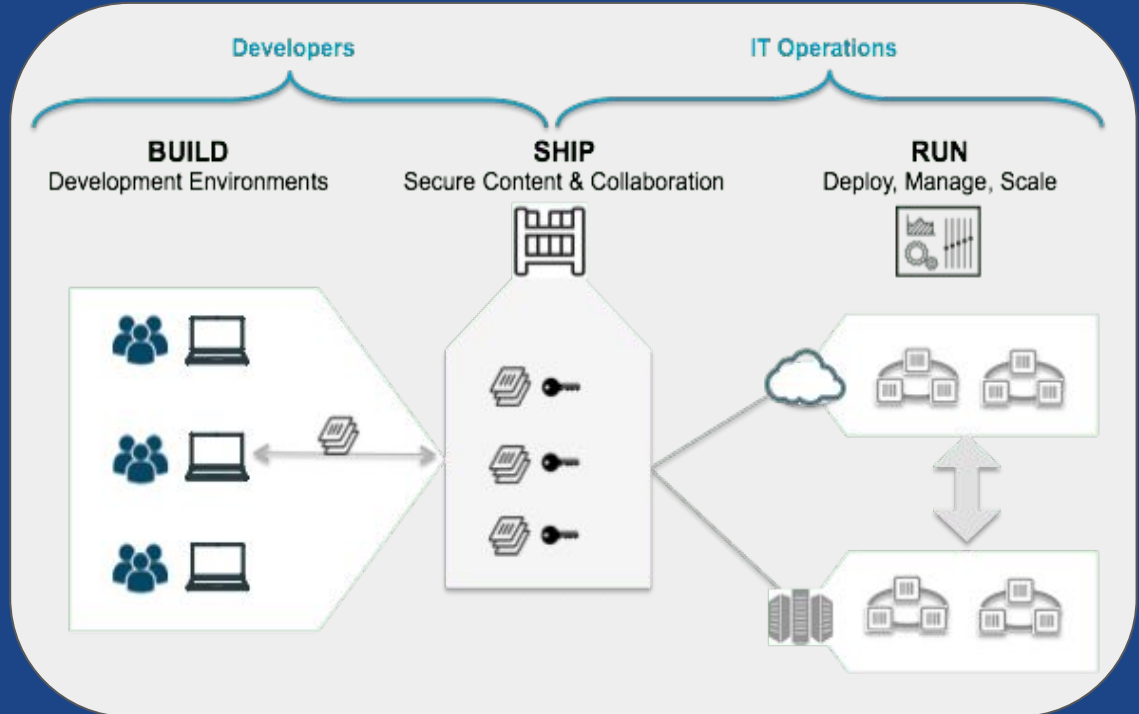 Developers
IT Operations
BUILD
Development Environments
SHIP
Secure Content & Collaboration
RUN
Deploy, Manage, Scale